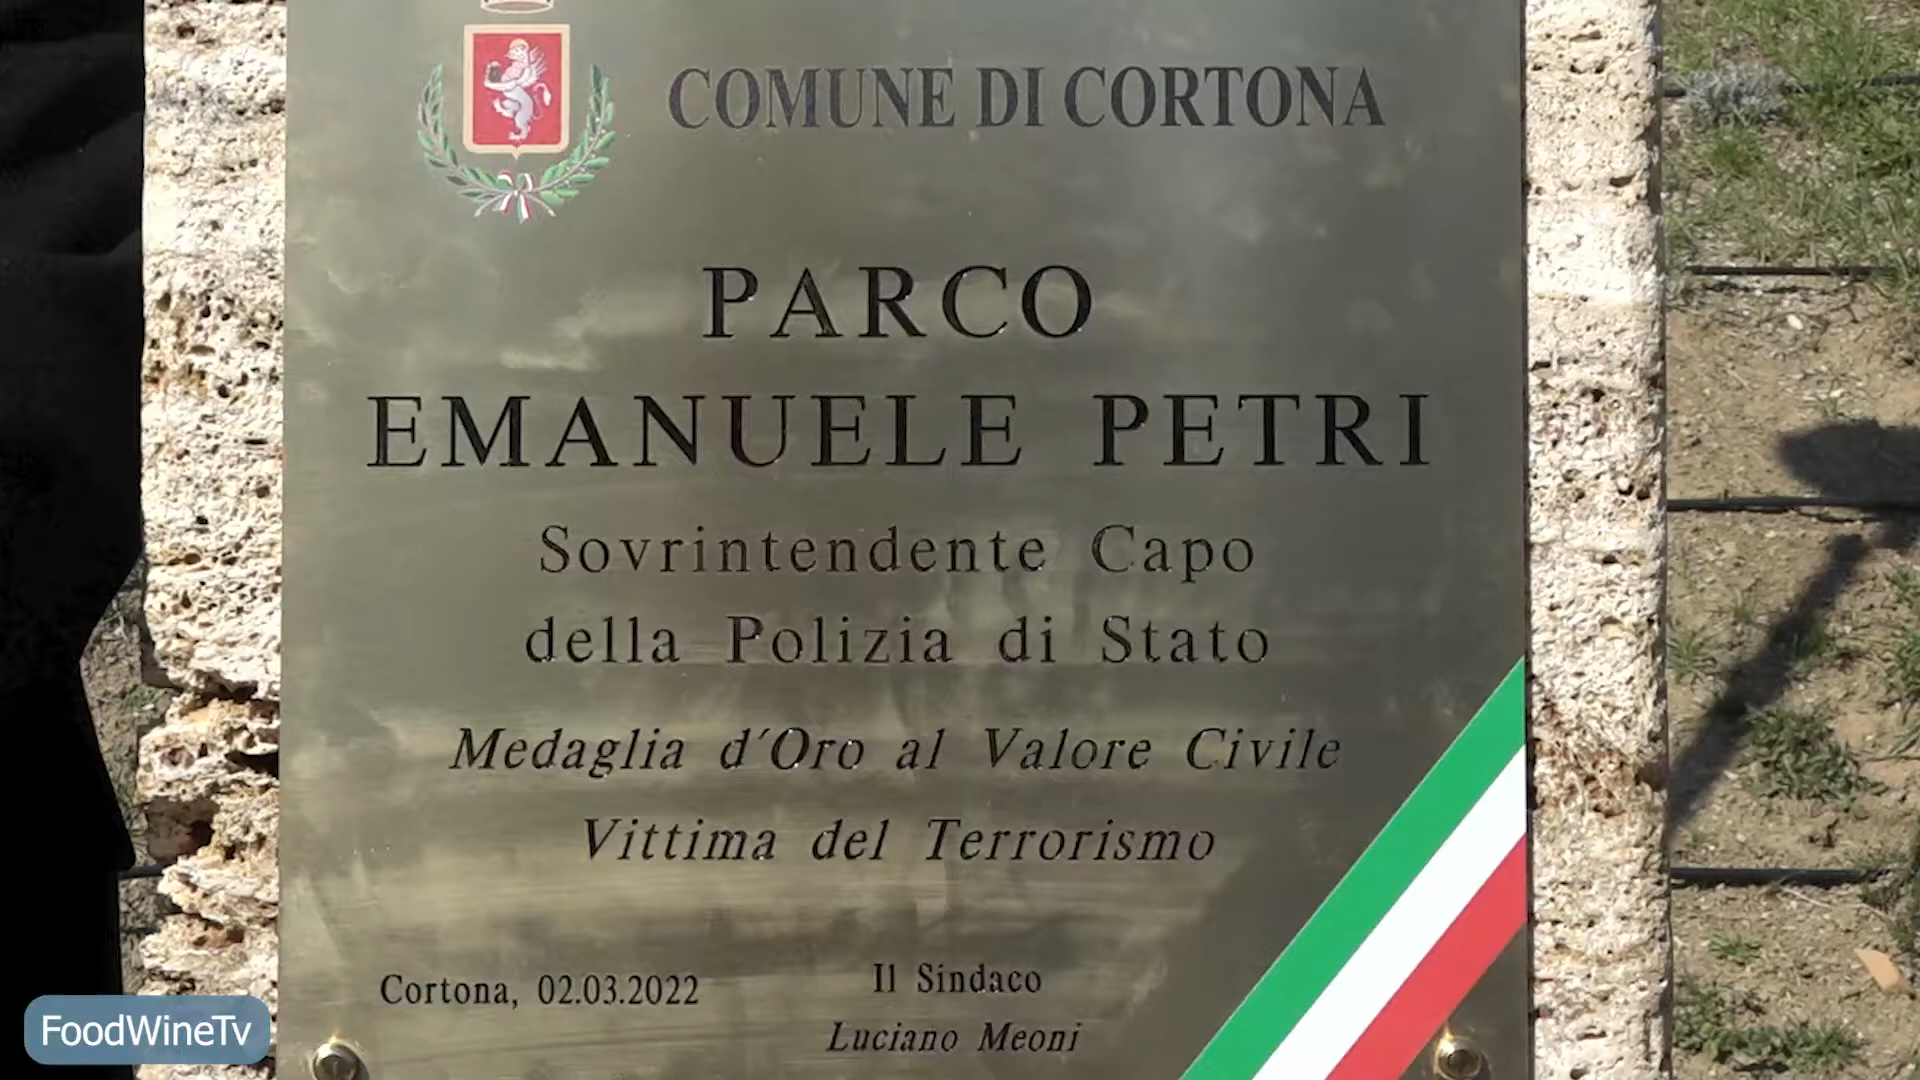 COMUNE DI CORTONA
PARCO
EMANUELE PETRI
Sovrintendente Capo
della Polizia di Stato
Medaglia d'Oro al Valore Civile
Vittima del Terrorismo
Cortona, 02.03.2022
Il Sindaco
Luciano Meoni
FoodWineTv